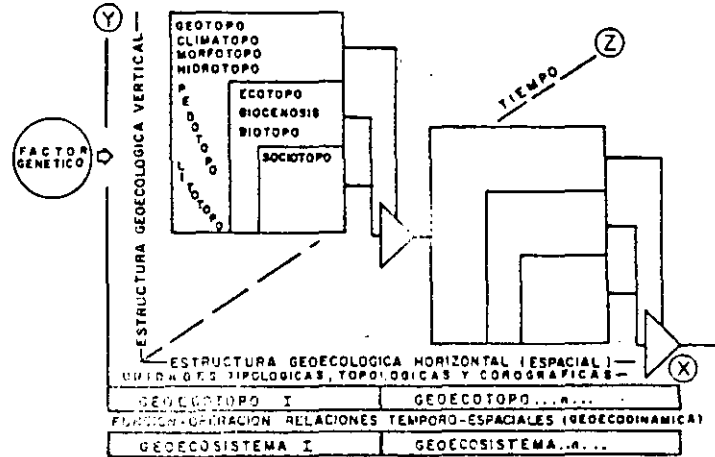 Y
GEOTOPO
CLIMATOPO
MORFOTOPO
HIDROTOPO
PEDOTOPO
LITOTOPO
ECOTOPO
BIOCENOSIS
BIOTOPO
SOCIOTOPO
FACTOR
GENETICO
ESTRUCTURA GEOECOLOGICA VERTICAL
TIEMPO
Z
ESTRUCTURA GEOECOLOGICA HORIZONTAL (ESPACIAL)
X
UNIDADES TIPOLOGICAS, TOPOLOGICAS Y COROGRAFICAS
GEOECOTOPO I
GEOECOTOPO...n...
FUNCION-OPERACION RELACIONES TEMPORO-ESPACIALES (GEOECODINAMICA)
GEOECOSISTEMA I
GEOECOSISTEMA..n...